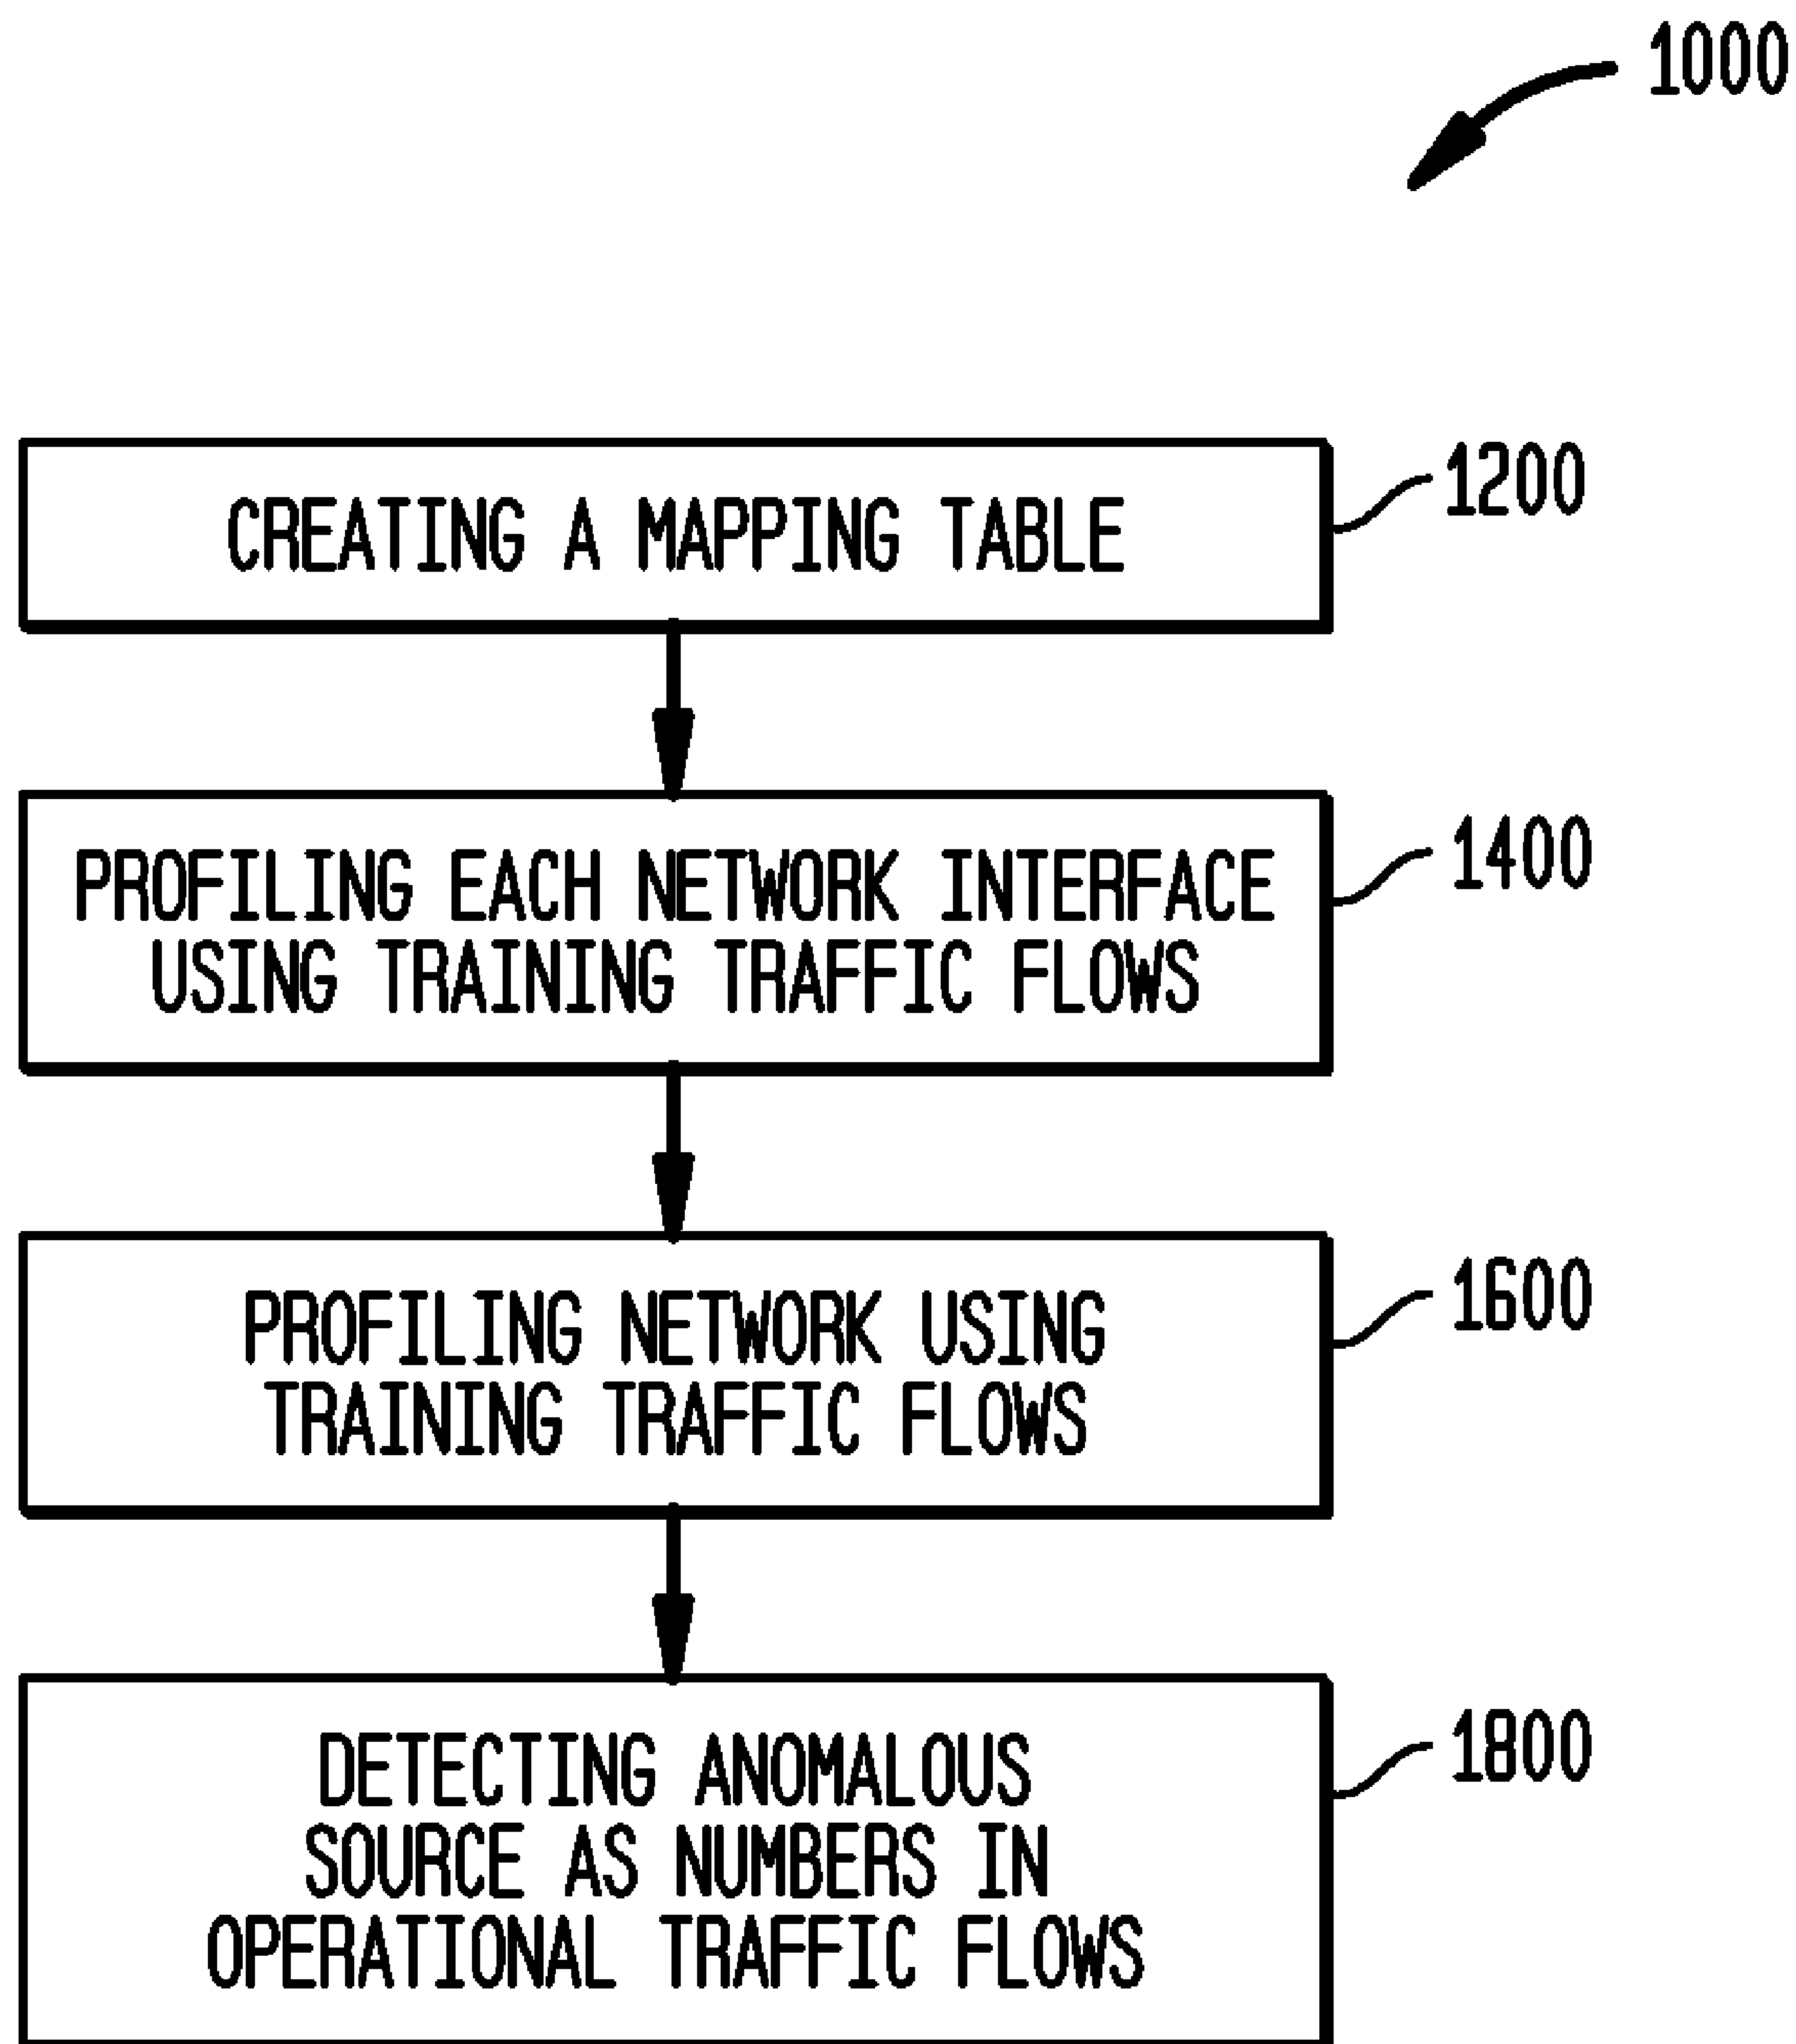 1000
CREATING A MAPPING TABLE
1200
PROFILING EACH NETWORK INTERFACE
USING TRAINING TRAFFIC FLOWS
1400
PROFILING NETWORK USING
TRAINING TRAFFIC FLOWS
1600
DETECTING ANOMALOUS
SOURCE AS NUMBERS IN
OPERATIONAL TRAFFIC FLOWS
1800